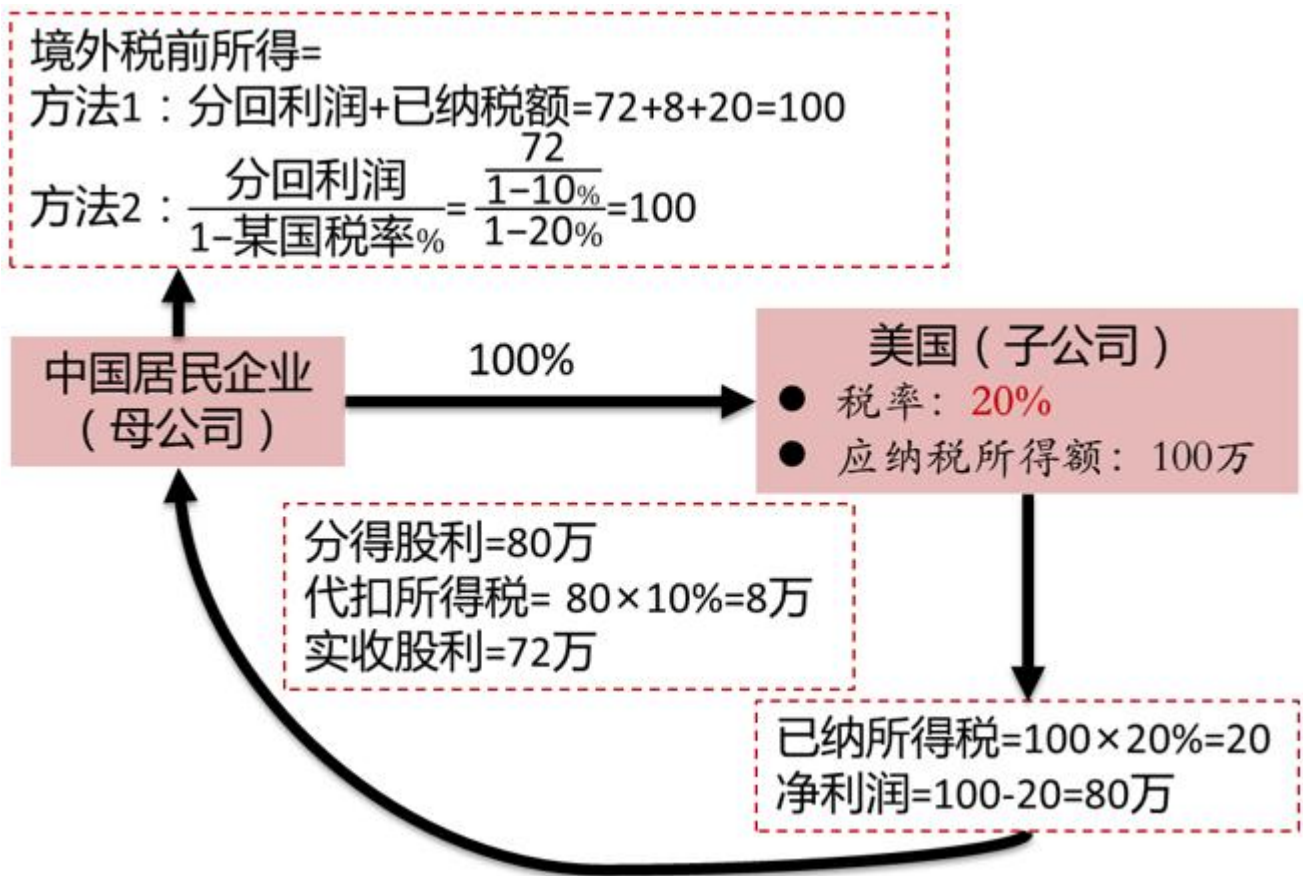 境外税前所得=
方法1：分回利润+已纳税额=72+8+20=100
方法2：分回利润/(1−某国税率%)=(72/(1−10%))/(1−20%)=100
中国居民企业
（母公司）
100%
美国（子公司）
● 税率：20%
● 应纳税所得额：100万
分得股利=80万
代扣所得税= 80×10%=8万
实收股利=72万
已纳所得税=100×20%=20
净利润=100-20=80万